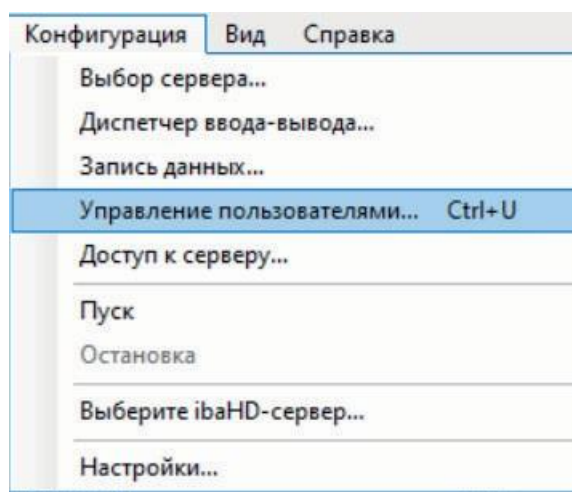 Конфигурация Вид Справка
Выбор сервера...
Диспетчер ввода-вывода...
Запись данных...
Управление пользователями... Ctrl+U
Доступ к серверу...
Пуск
Остановка
Выберите ibaHD-сервер...
Настройки...